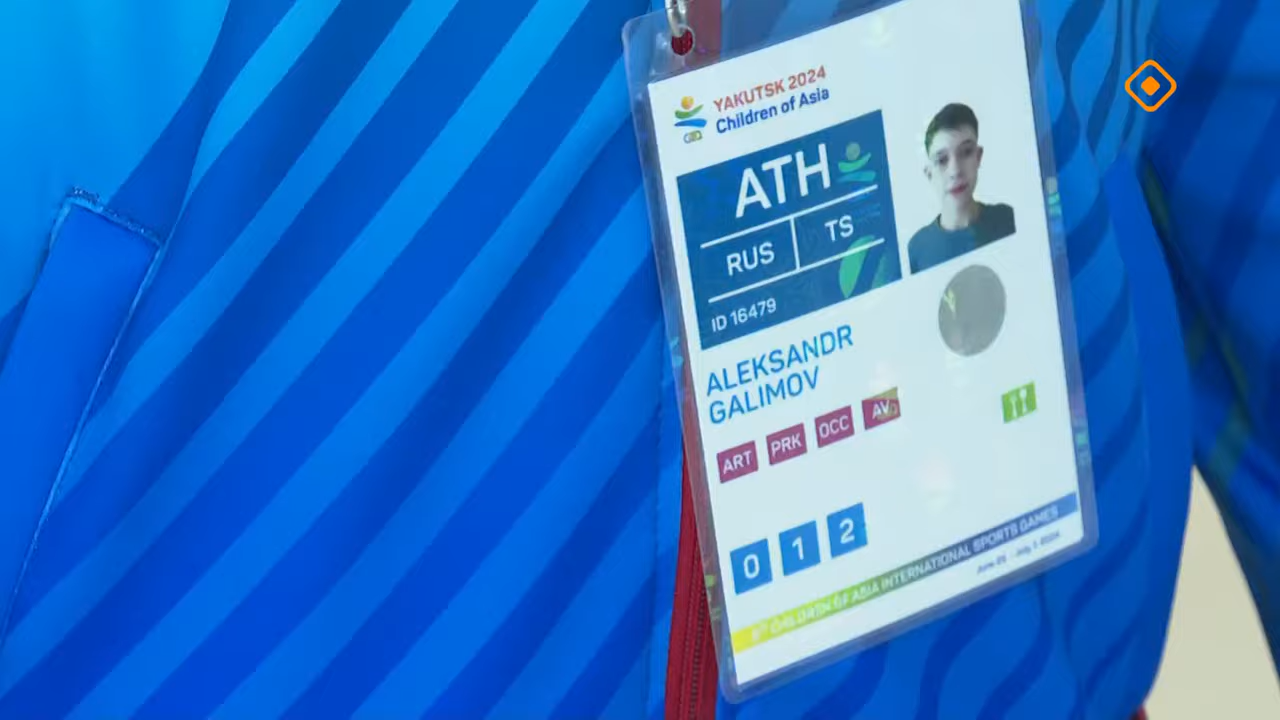 YAKUTSK 2024
Children of Asia
ATH
RUS TS
ID 16479
ALEKSANDR
GALIMOV
ART PRK OCC AV
0 1 2
CHILDREN OF ASIA INTERNATIONAL SPORTS GAMES